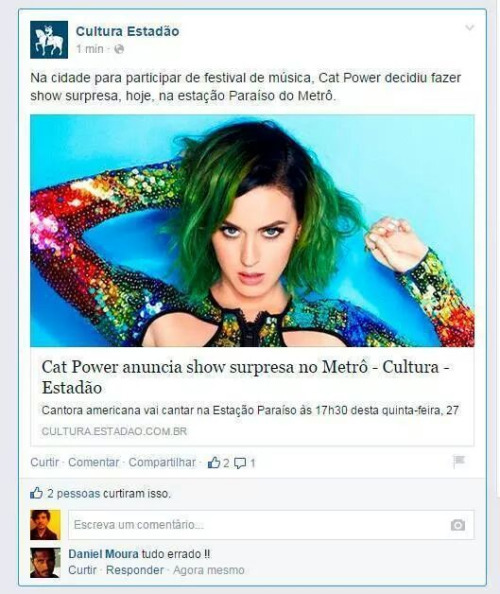 Cultura Estadão
1 min ·
Na cidade para participar de festival de música, Cat Power decidiu fazer
show surpresa, hoje, na estação Paraíso do Metrô.
Cat Power anuncia show surpresa no Metrô - Cultura -
Estadão
Cantora americana vai cantar na Estação Paraíso às 17h30 desta quinta-feira, 27
CULTURA.ESTADAO.COM.BR
Curtir · Comentar · Compartilhar · 2 1
2 pessoas curtiram isso.
Escreva um comentário...
Daniel Moura tudo errado !!
Curtir · Responder · Agora mesmo